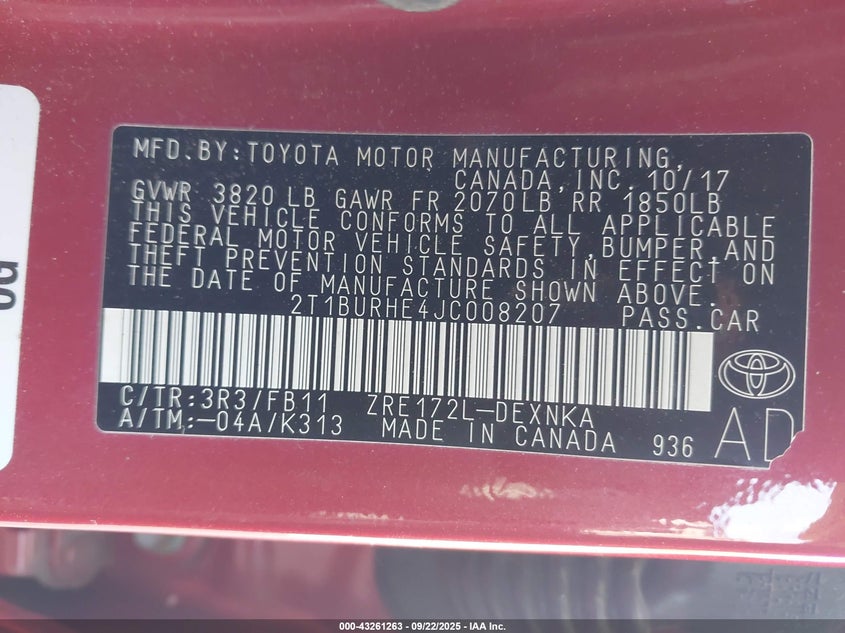 MFD.BY:TOYOTA MOTOR MANUFACTURING,
CANADA,INC. 10/17
GVWR 3820 LB GAWR FR 2070LB RR 1850LB
THIS VEHICLE CONFORMS TO ALL APPLICABLE
FEDERAL MOTOR VEHICLE SAFETY,BUMPER,AND
THEFT PREVENTION STANDARDS IN EFFECT ON
THE DATE OF MANUFACTURE SHOWN ABOVE.
2T1BURHE4JC008207 PASS.CAR
C/TR:3R3/FB11 ZRE172L-DEXNKA
A/TM:-04A/K313 MADE IN CANADA 936 AD
000-43261263 - 09/22/2025 - IAA Inc.